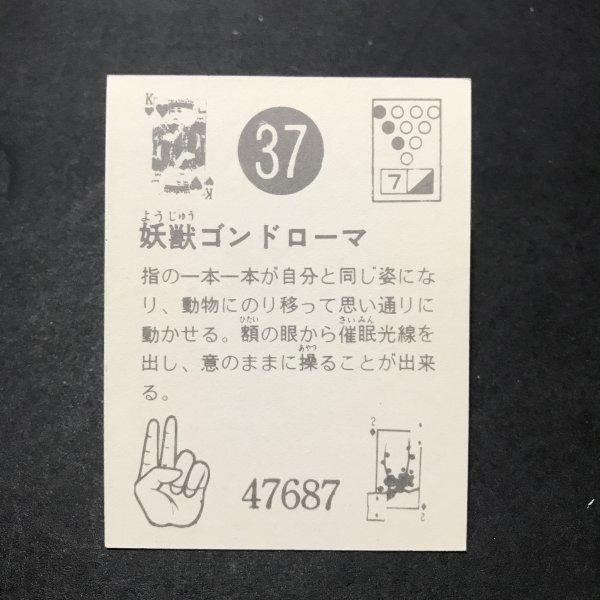 K
37
7
K
ようじゅう
妖獣ゴンドローマ
指の一本一本が自分と同じ姿にな
り、動物にのり移って思い通りに
ひたい さいみん
動かせる。額の眼から催眠光線を
あやつ
出し、意のままに操ることが出来
る。
2
47687
2